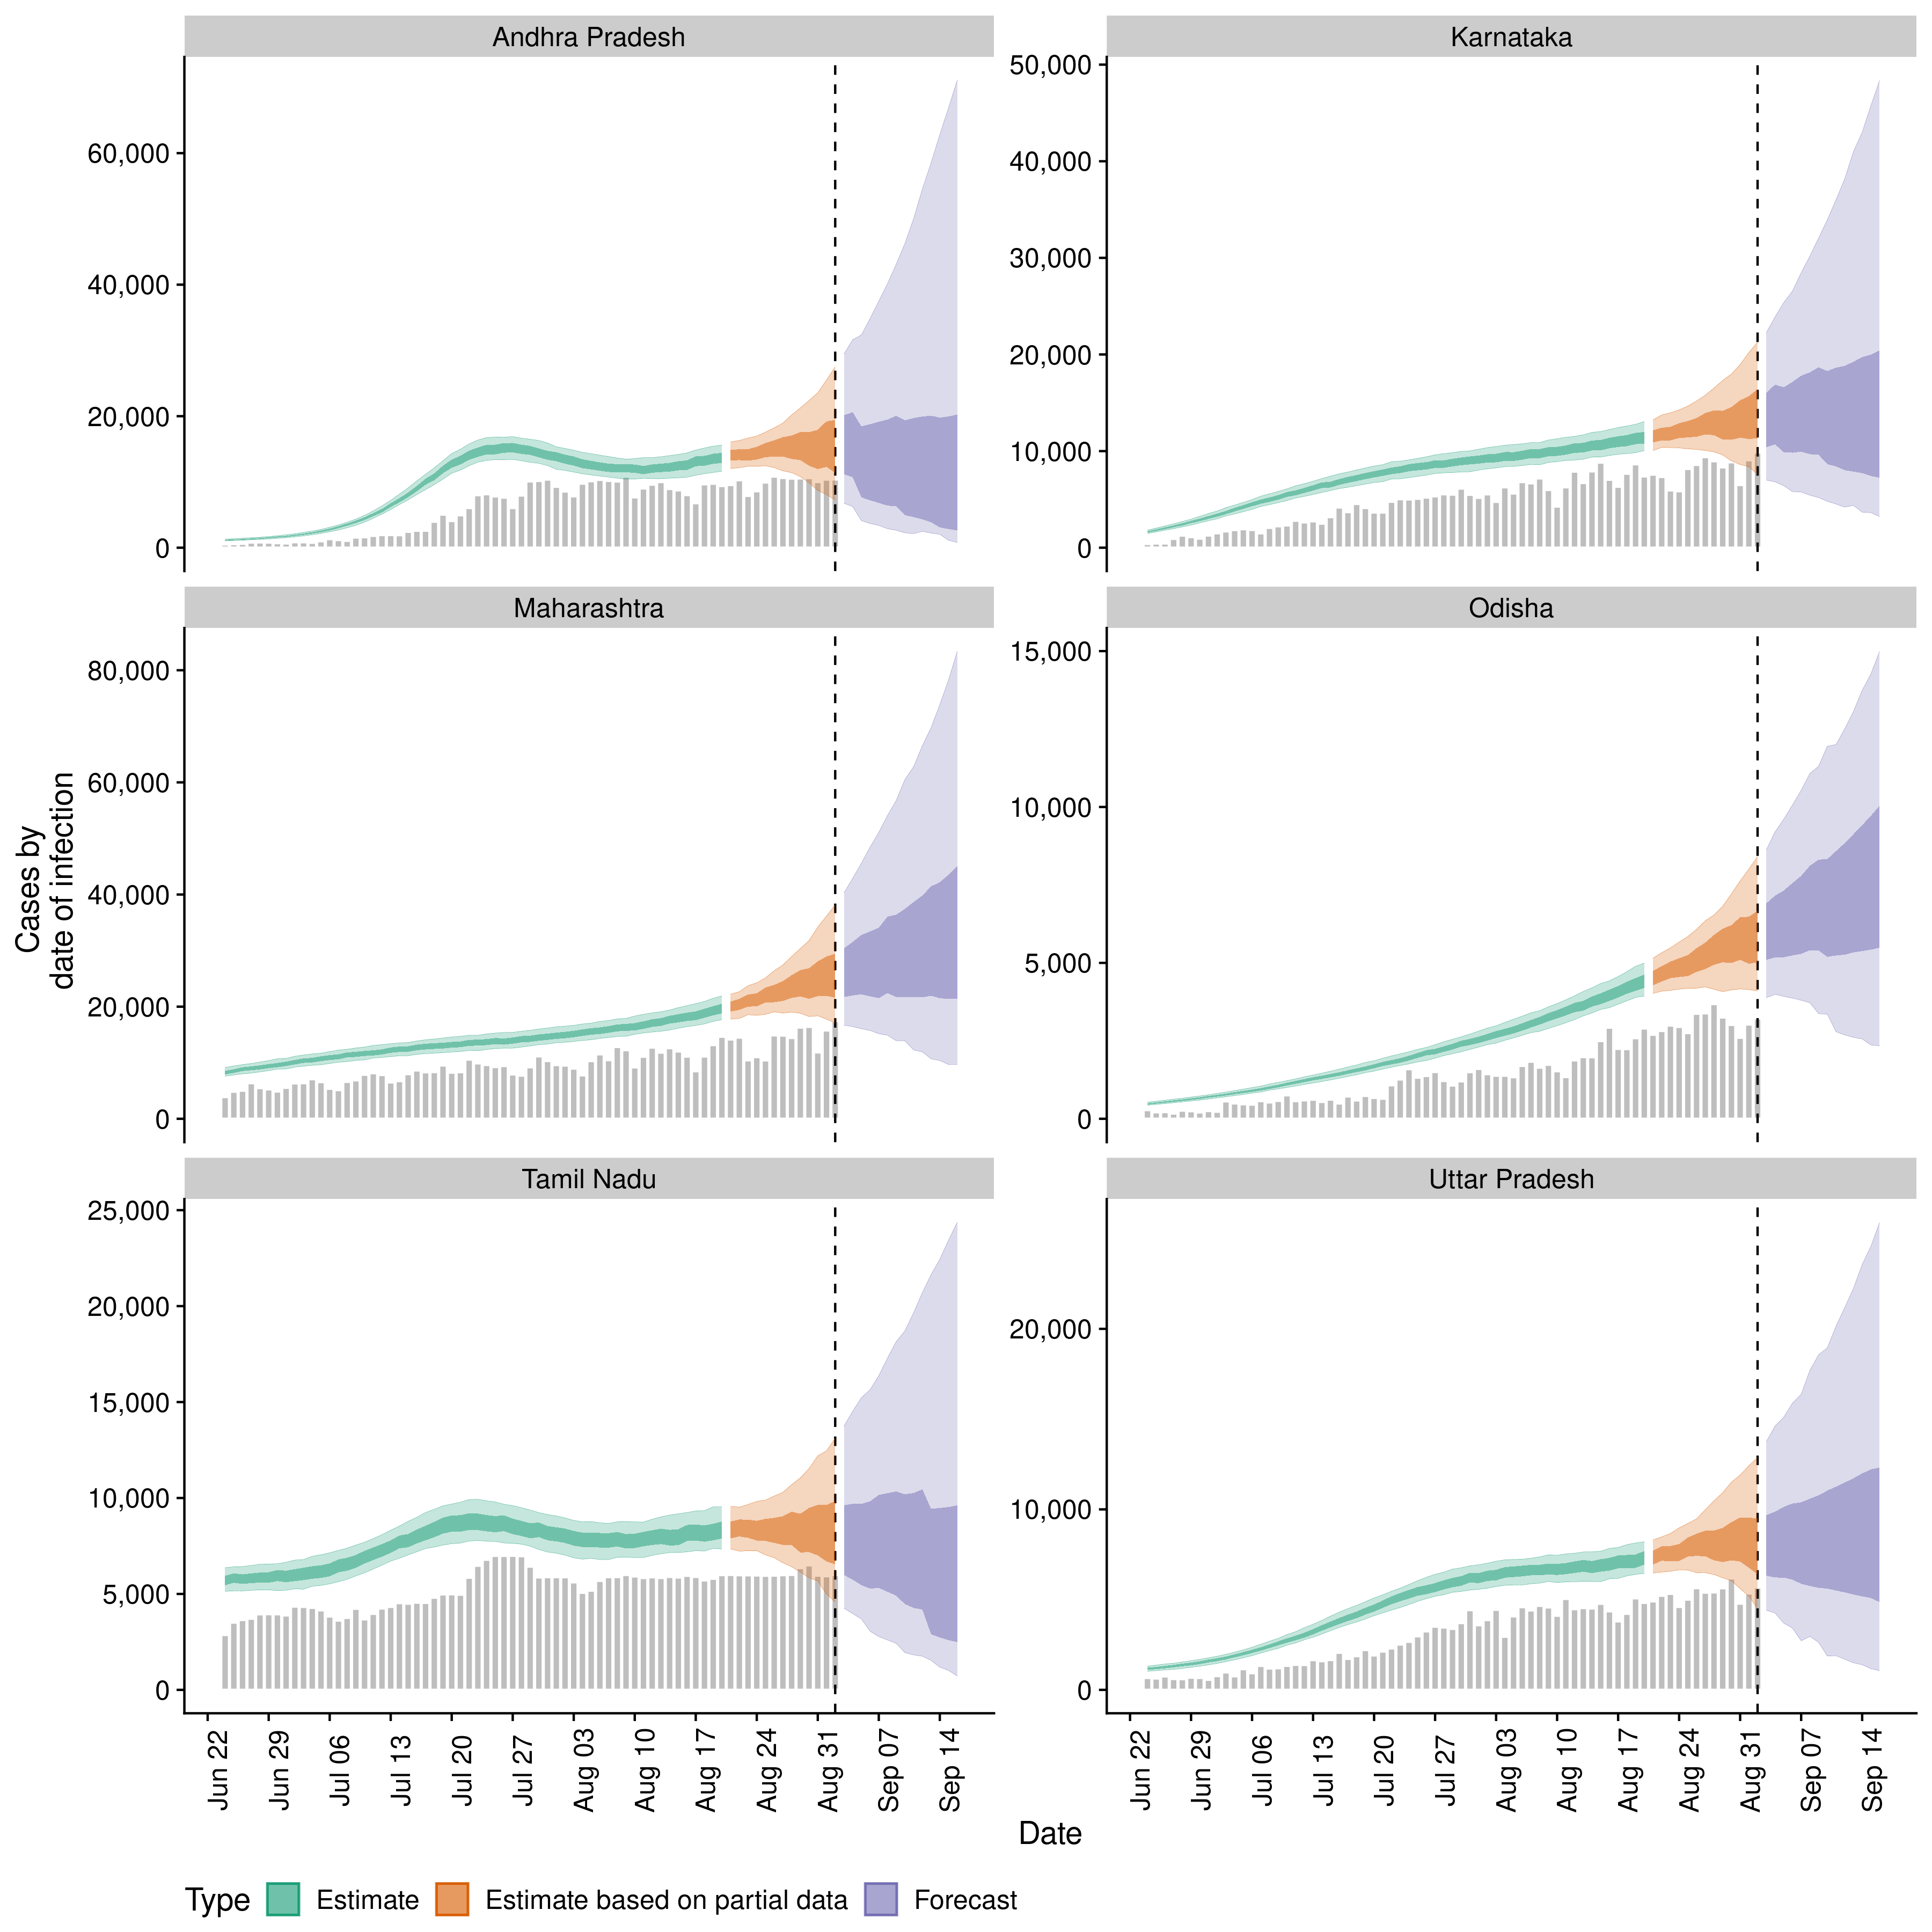 Andhra Pradesh
Karnataka
60,000
40,000
20,000
0
50,000
40,000
30,000
20,000
10,000
0
Maharashtra
Odisha
80,000
60,000
40,000
20,000
0
15,000
10,000
5,000
0
Cases by
date of infection
Tamil Nadu
Uttar Pradesh
25,000
20,000
15,000
10,000
5,000
0
20,000
10,000
0
Jun 22
Jun 29
Jul 06
Jul 13
Jul 20
Jul 27
Aug 03
Aug 10
Aug 17
Aug 24
Aug 31
Sep 07
Sep 14
Jun 22
Jun 29
Jul 06
Jul 13
Jul 20
Jul 27
Aug 03
Aug 10
Aug 17
Aug 24
Aug 31
Sep 07
Sep 14
Date
Type Estimate Estimate based on partial data Forecast